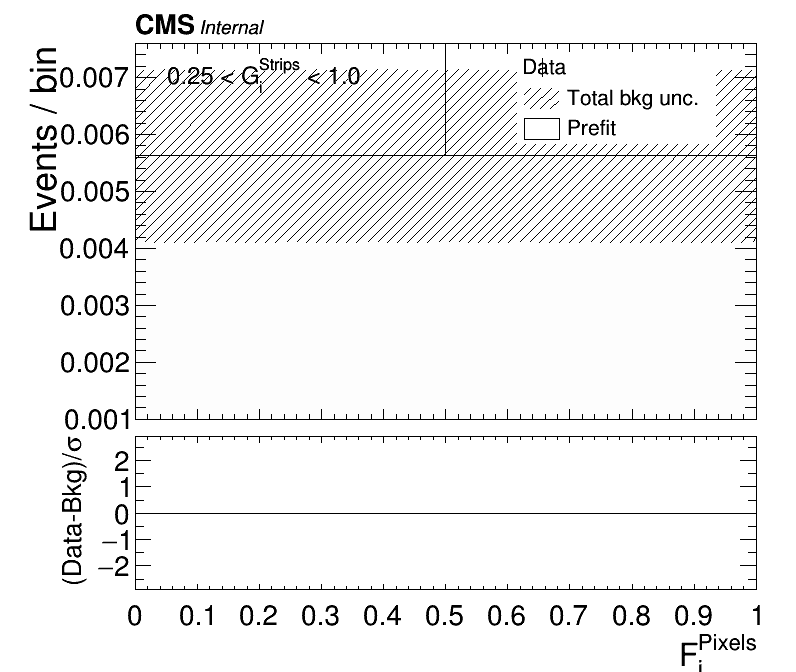 CMS Internal
Events / bin
0.007
0.006
0.005
0.004
0.003
0.002
0.001
0.25 < G_i^Strips < 1.0
Data
Total bkg unc.
Prefit
(Data-Bkg)/σ
2
1
0
−1
−2
0 0.1 0.2 0.3 0.4 0.5 0.6 0.7 0.8 0.9 1
F_i^Pixels